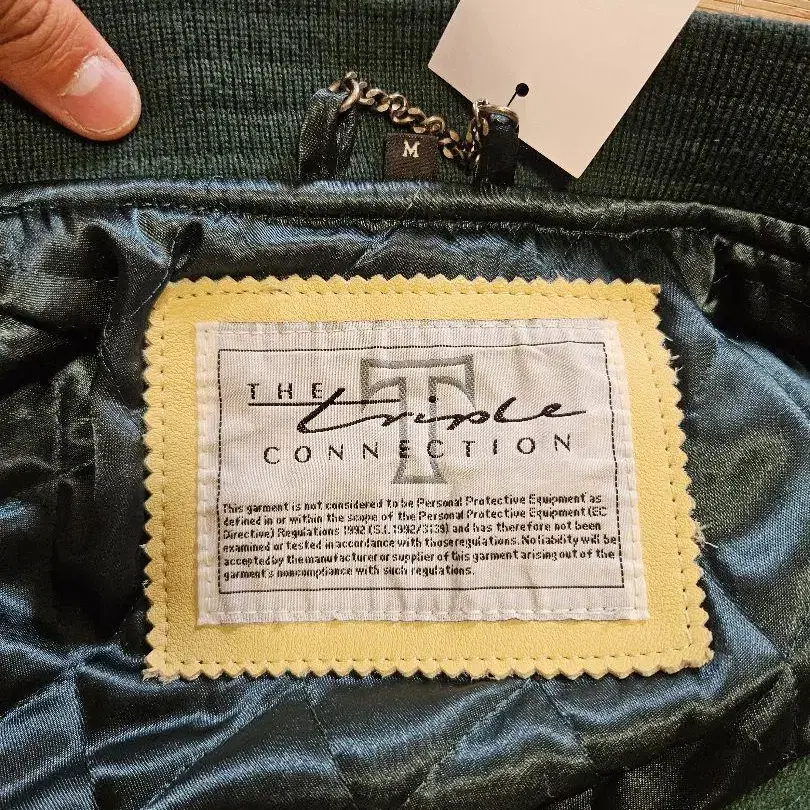 M
THE T
triple
CONNECTION
This garment is not considered to be Personal Protective Equipment as
defined in or within the scope of the Personal Protective Equipment (EC
Directive) Regulations 1992 (S.I. 1992/3139) and has therefore not been
examined or tested in accordance with those regulations. No liability will be
accepted by the manufacturer or supplier of this garment arising out of the
garment's noncompliance with such regulations.